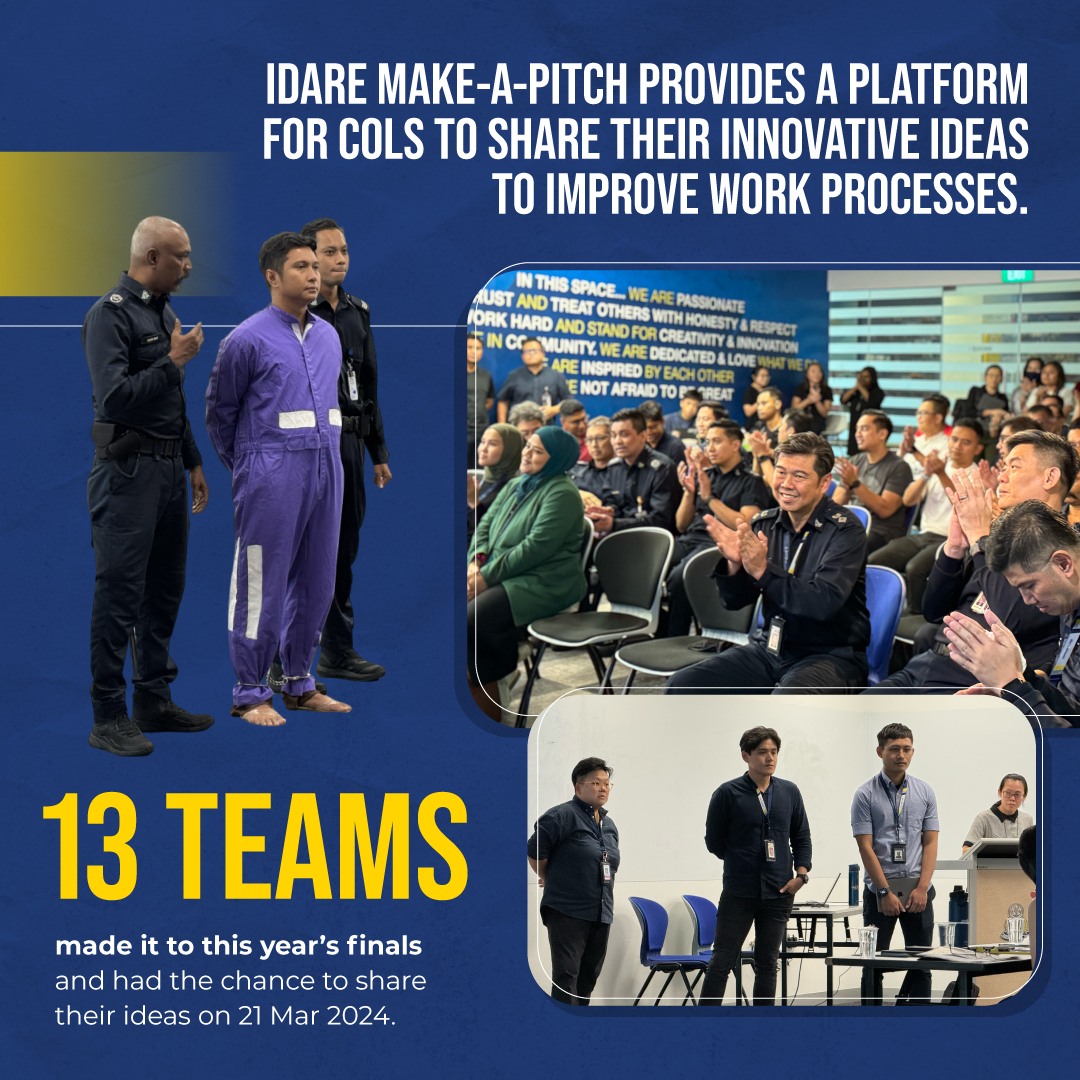 IDARE MAKE-A-PITCH PROVIDES A PLATFORM
FOR COLS TO SHARE THEIR INNOVATIVE IDEAS
TO IMPROVE WORK PROCESSES.
IN THIS SPACE... WE ARE PASSIONATE
RUST AND TREAT OTHERS WITH HONESTY & RESPECT
WORK HARD AND STAND FOR CREATIVITY & INNOVATION
IN COMMUNITY. WE ARE DEDICATED & LOVE WHAT WE
ARE INSPIRED BY EACH OTHER
NOT AFRAID TO BE GREAT
13 TEAMS
made it to this year's finals
and had the chance to share
their ideas on 21 Mar 2024.